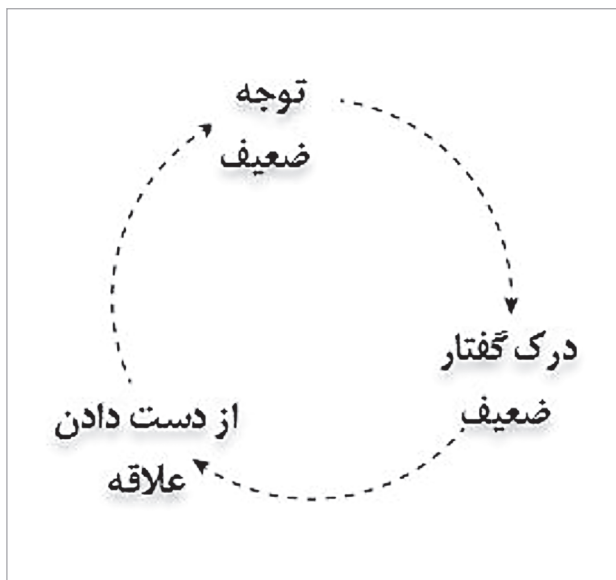 توجه
ضعیف
درک گفتار
ضعیف
از دست دادن
علاقه